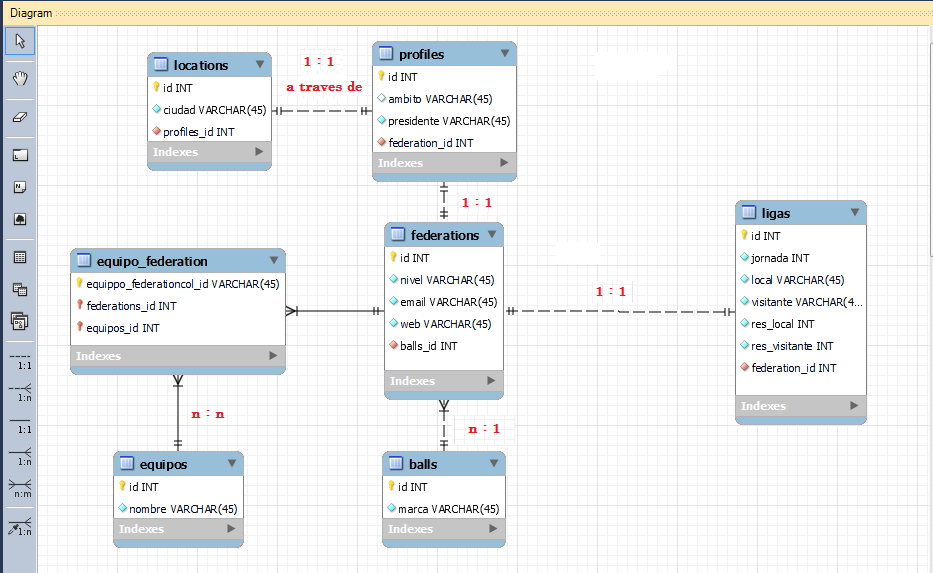 Diagram
locations
id INT
ciudad VARCHAR(45)
profiles_id INT
Indexes
1 : 1
a traves de
profiles
id INT
ambito VARCHAR(45)
presidente VARCHAR(45)
federation_id INT
Indexes
1 : 1
equipo_federation
equippo_federationcol_id VARCHAR(45)
federations_id INT
equipos_id INT
Indexes
federations
id INT
nivel VARCHAR(45)
email VARCHAR(45)
web VARCHAR(45)
balls_id INT
Indexes
1 : 1
ligas
id INT
jornada INT
local VARCHAR(45)
visitante VARCHAR(4...
res_local INT
res_visitante INT
federation_id INT
Indexes
n : n
n : 1
equipos
id INT
nombre VARCHAR(45)
Indexes
balls
id INT
marca VARCHAR(45)
Indexes
1:1
1:n
1:1
1:n
n:m
1:n